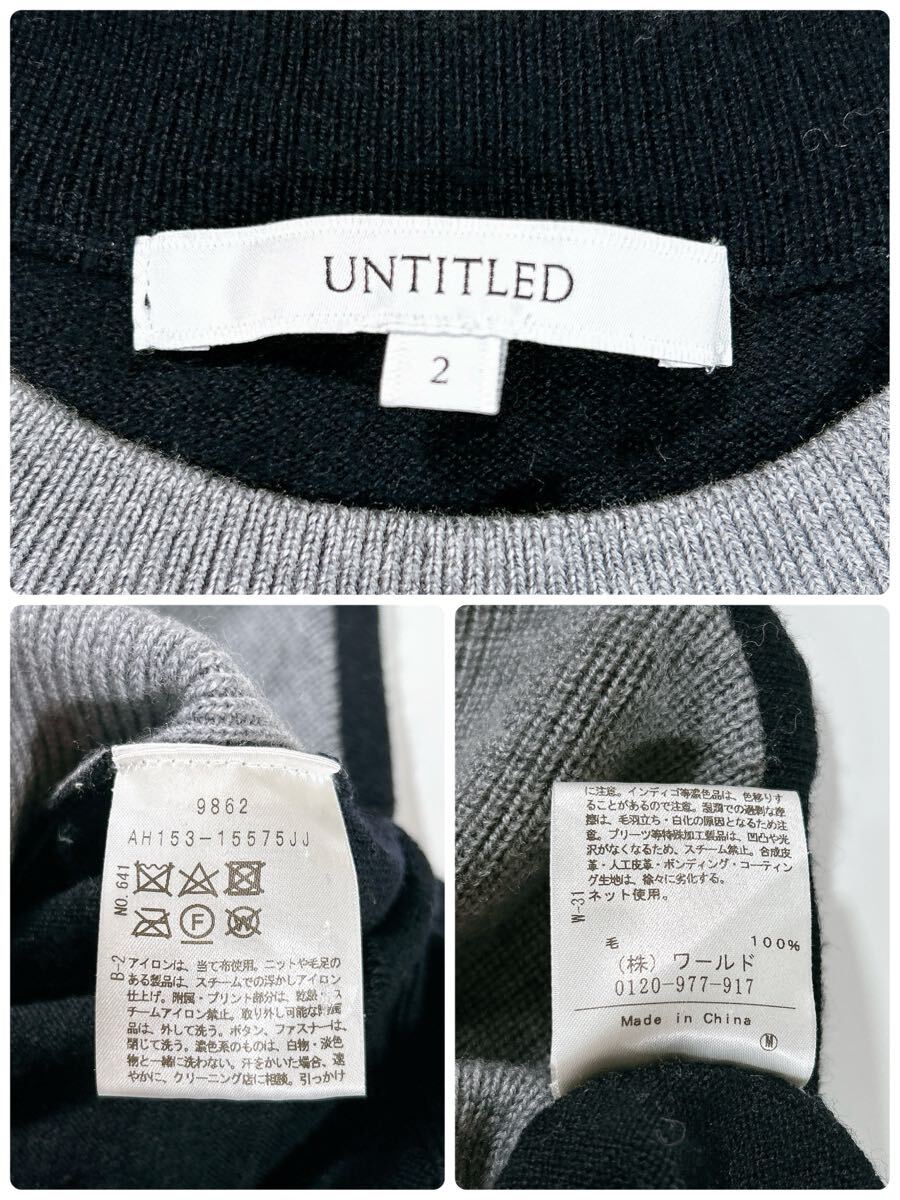 UNTITLED
2
9862
AH153-15575JJ
NO.641
F
W
B-2
アイロンは、当て布使用。ニットや毛足の
ある製品は、スチームでの浮かしアイロン
仕上げ。附属・プリント部分は、乾燥・ス
チームアイロン禁止。取り外し可能な附属
品は、外して洗う。ボタン、ファスナーは、
閉じて洗う。濃色系のものは、白物・淡色
物と一緒に洗わない。汗をかいた場合、速
やかに、クリーニング店に相談。引っかけ
に注意。インディゴ等濃色品は、色移りす
ることがあるので注意。湿潤での過剰な摩
擦は、毛羽立ち・白化の原因となるため注
意。プリーツ等特殊加工製品は、凹凸や光
沢がなくなるため、スチーム禁止。合成皮
革・人工皮革・ボンディング・コーティン
グ生地は、徐々に劣化する。
W-31
ネット使用。
毛 100%
(株)ワールド
0120-977-917
Made in China
M